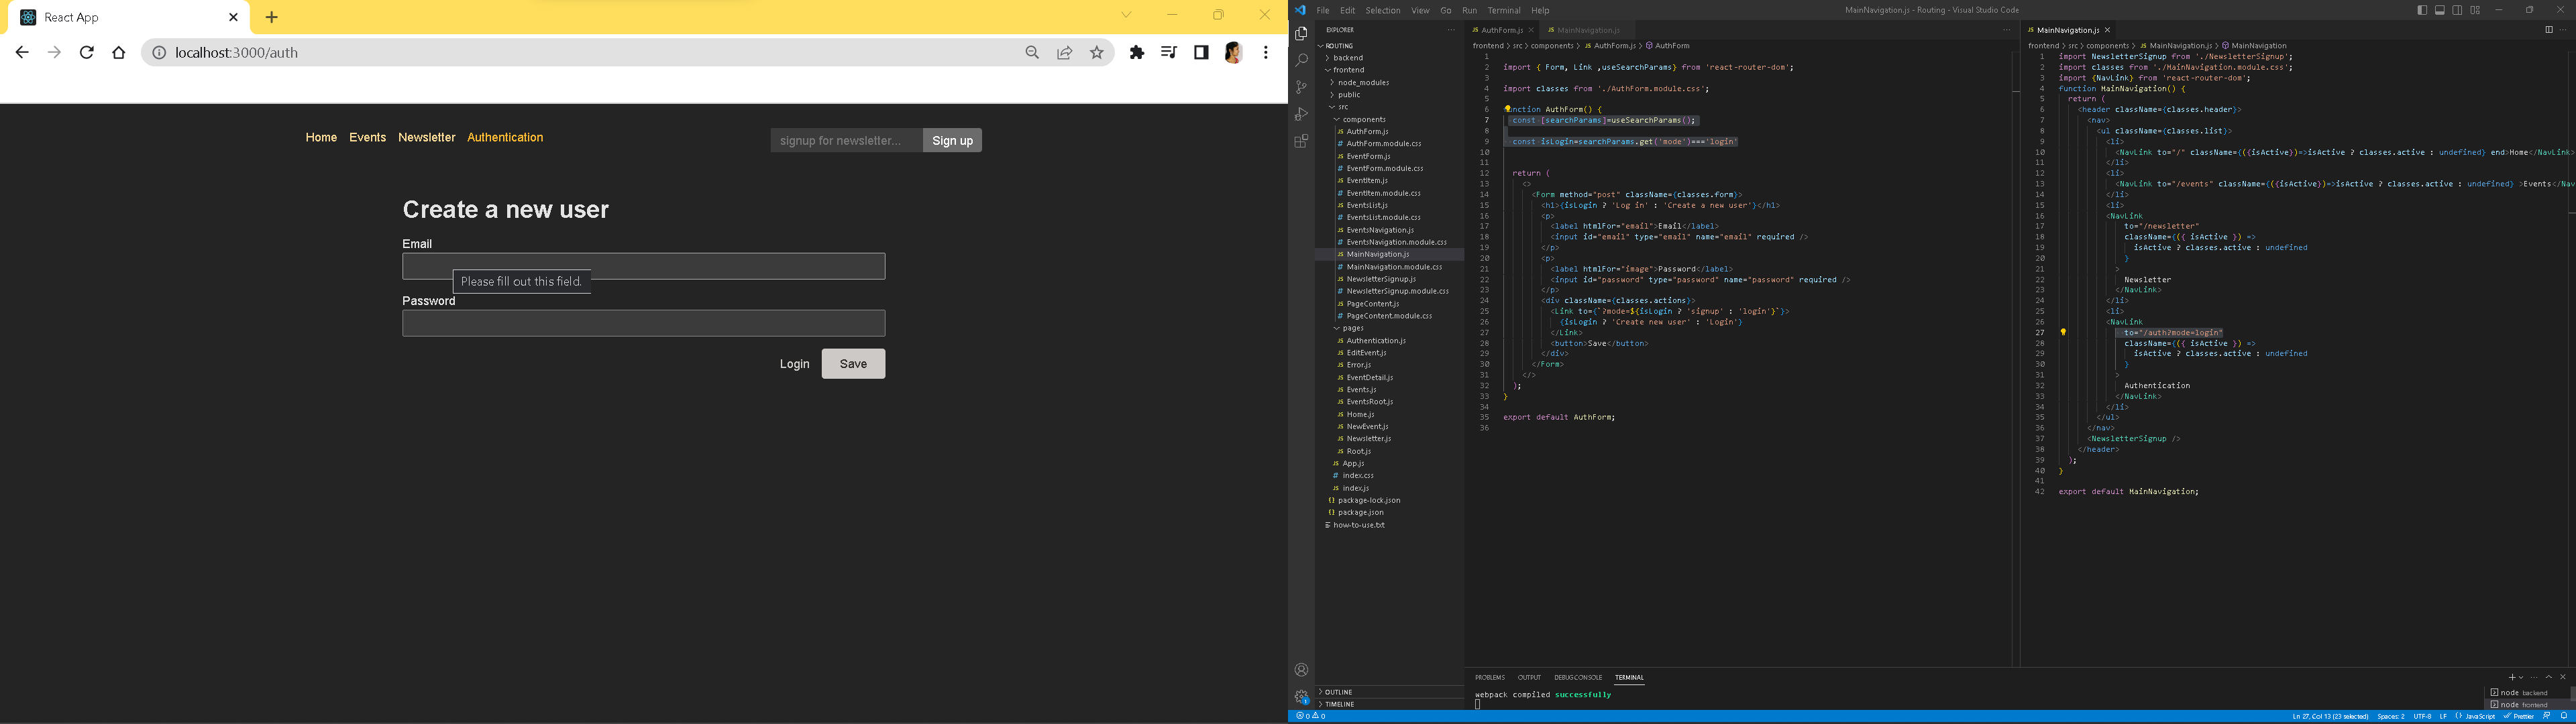 React App
localhost:3000/auth
Home Events Newsletter Authentication
signup for newsletter... Sign up
Create a new user
Email
Please fill out this field.
Password
Login Save
File Edit Selection View Go Run Terminal Help
MainNavigation.js - Routing - Visual Studio Code
EXPLORER
ROUTING
backend
frontend
node_modules
public
src
components
AuthForm.js
AuthForm.module.css
EventForm.js
EventForm.module.css
EventItem.js
EventItem.module.css
EventsList.js
EventsList.module.css
EventsNavigation.js
EventsNavigation.module.css
MainNavigation.js
MainNavigation.module.css
NewsletterSignup.js
NewsletterSignup.module.css
PageContent.js
PageContent.module.css
pages
Authentication.js
EditEvent.js
Error.js
EventDetail.js
Events.js
EventsRoot.js
Home.js
NewEvent.js
Newsletter.js
Root.js
App.js
index.css
index.js
package-lock.json
package.json
how-to-use.txt
OUTLINE
TIMELINE
AuthForm.js MainNavigation.js
frontend > src > components > AuthForm.js > AuthForm
1
2 import { Form, Link ,useSearchParams} from 'react-router-dom';
3
4 import classes from './AuthForm.module.css';
5
6 function AuthForm() {
7 const [searchParams]=useSearchParams();
8
9 const isLogin=searchParams.get('mode')==='login'
10
11
12 return (
13 <>
14 <Form method="post" className={classes.form}>
15 <h1>{isLogin ? 'Log in' : 'Create a new user'}</h1>
16 <p>
17 <label htmlFor="email">Email</label>
18 <input id="email" type="email" name="email" required />
19 </p>
20 <p>
21 <label htmlFor="image">Password</label>
22 <input id="password" type="password" name="password" required />
23 </p>
24 <div className={classes.actions}>
25 <Link to={`?mode=${isLogin ? 'signup' : 'login'}`}>
26 {isLogin ? 'Create new user' : 'Login'}
27 </Link>
28 <button>Save</button>
29 </div>
30 </Form>
31 </>
32 );
33 }
34
35 export default AuthForm;
36
MainNavigation.js
frontend > src > components > MainNavigation.js > MainNavigation
1 import NewsletterSignup from './NewsletterSignup';
2 import classes from './MainNavigation.module.css';
3 import {NavLink} from 'react-router-dom';
4 function MainNavigation() {
5 return (
6 <header className={classes.header}>
7 <nav>
8 <ul className={classes.list}>
9 <li>
10 <NavLink to="/" className={({isActive})=>isActive ? classes.active : undefined} end>Home</NavLink>
11 </li>
12 <li>
13 <NavLink to="/events" className={({isActive})=>isActive ? classes.active : undefined} >Events</Nav
14 </li>
15 <li>
16 <NavLink
17 to="/newsletter"
18 className={({ isActive }) =>
19 isActive ? classes.active : undefined
20 }
21 >
22 Newsletter
23 </NavLink>
24 </li>
25 <li>
26 <NavLink
27 to="/auth?mode=login"
28 className={({ isActive }) =>
29 isActive ? classes.active : undefined
30 }
31 >
32 Authentication
33 </NavLink>
34 </li>
35 </ul>
36 </nav>
37 <NewsletterSignup />
38 </header>
39 );
40 }
41
42 export default MainNavigation;
PROBLEMS OUTPUT DEBUG CONSOLE TERMINAL
webpack compiled successfully
node backend
node frontend
0 0
Ln 27, Col 13 (23 selected) Spaces: 2 UTF-8 LF JavaScript Prettier